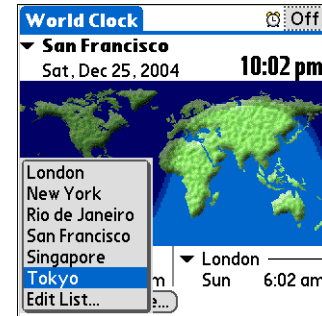 World Clock
Off
San Francisco
Sat, Dec 25, 2004
10:02 pm
London
New York
Rio de Janeiro
San Francisco
Singapore
Tokyo
Edit List...
London
Sun
6:02 am
m
e...)